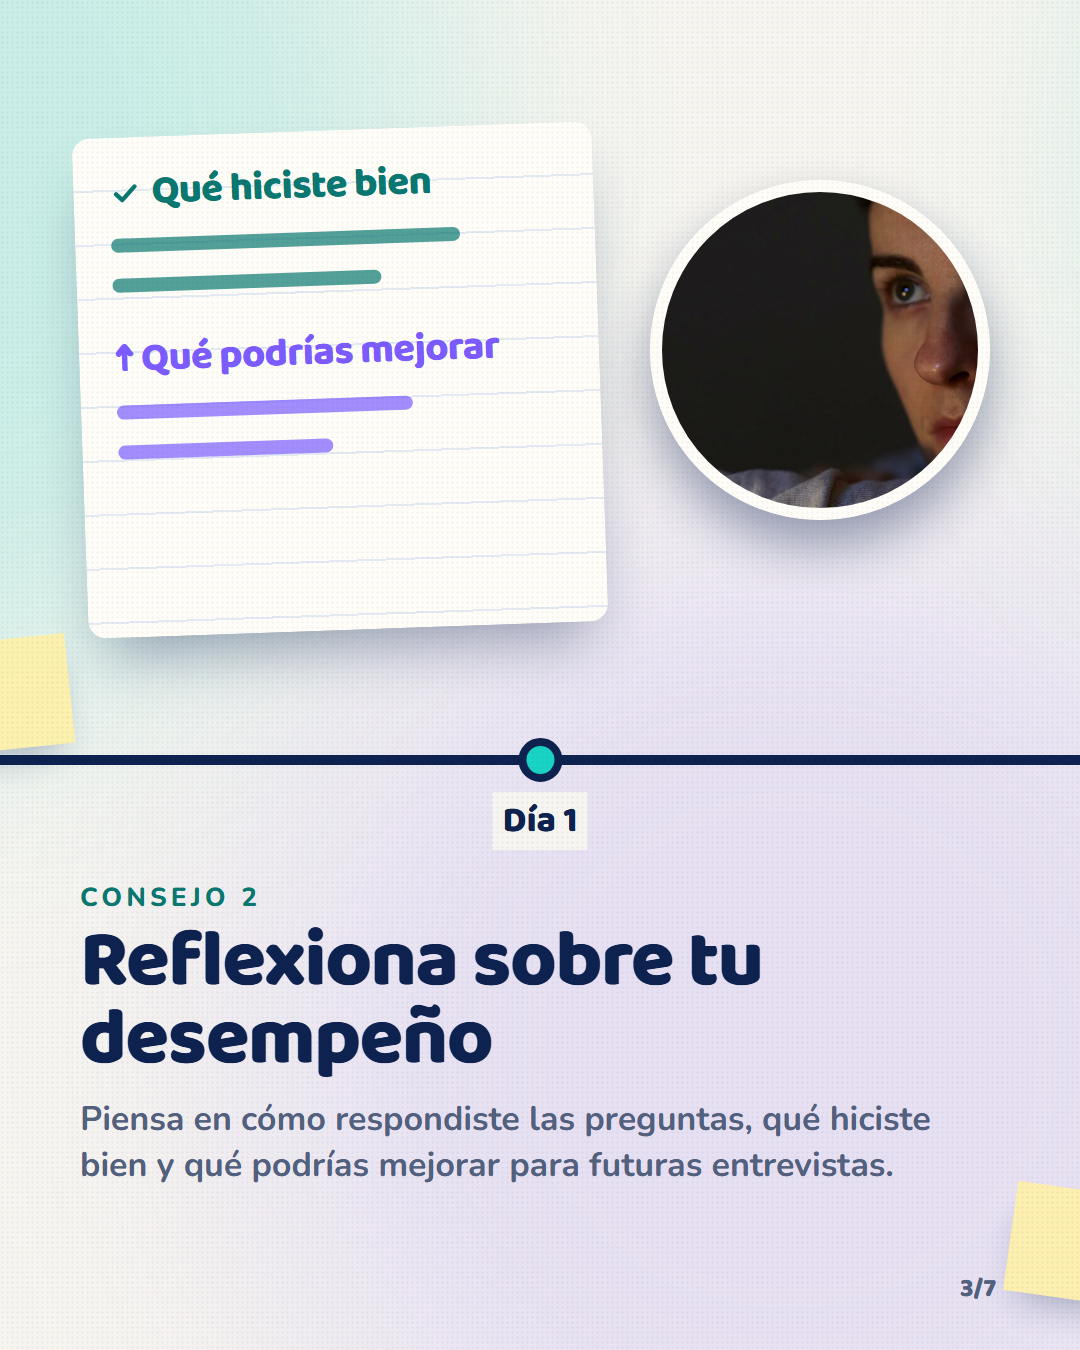 ✓ Qué hiciste bien
↑ Qué podrías mejorar
Día 1
CONSEJO 2
Reflexiona sobre tu
desempeño
Piensa en cómo respondiste las preguntas, qué hiciste
bien y qué podrías mejorar para futuras entrevistas.
3/7